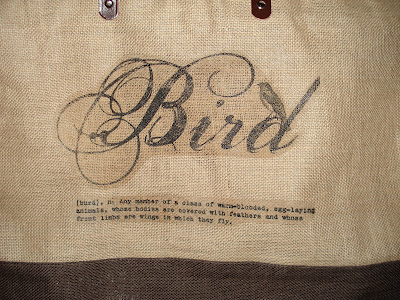 Bird
[burd], n: Any member of a class of warm-blooded, egg-laying
animals, whose bodies are covered with feathers and whose
front limbs are wings in which they fly.